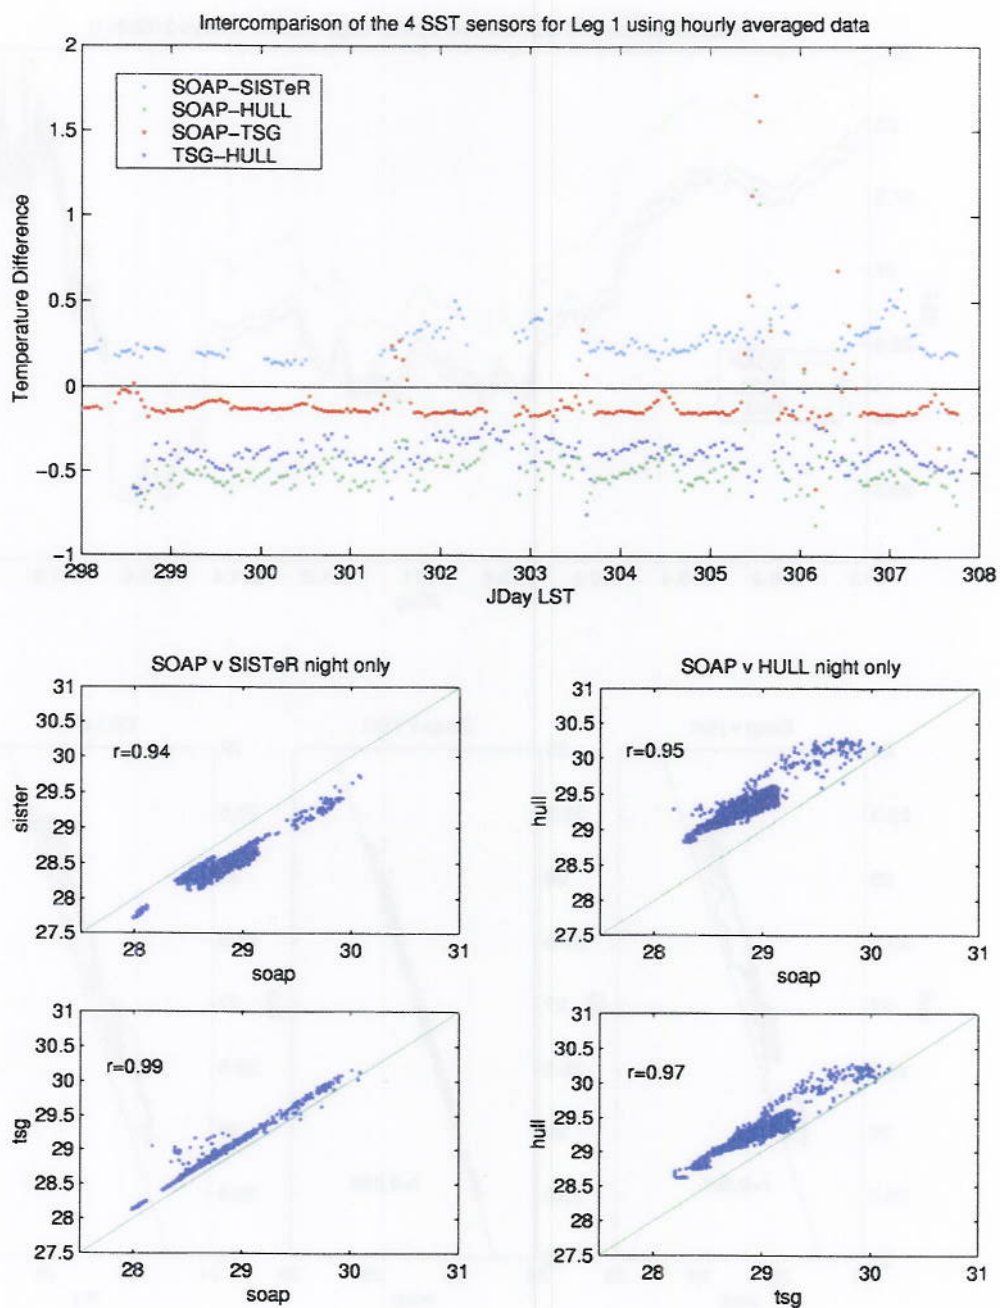 Intercomparison of the 4 SST sensors for Leg 1 using hourly averaged data
2
1.5
1
0.5
0
−0.5
−1
Temperature Difference
SOAP−SISTeR
SOAP−HULL
SOAP−TSG
TSG−HULL
298 299 300 301 302 303 304 305 306 307 308
JDay LST
SOAP v SISTeR night only
31
30.5
30
29.5
29
28.5
28
27.5
sister
r=0.94
28 29 30 31
soap
SOAP v HULL night only
31
30.5
30
29.5
29
28.5
28
27.5
hull
r=0.95
28 29 30 31
soap
31
30.5
30
29.5
29
28.5
28
27.5
tsg
r=0.99
28 29 30 31
soap
31
30.5
30
29.5
29
28.5
28
27.5
hull
r=0.97
28 29 30 31
tsg